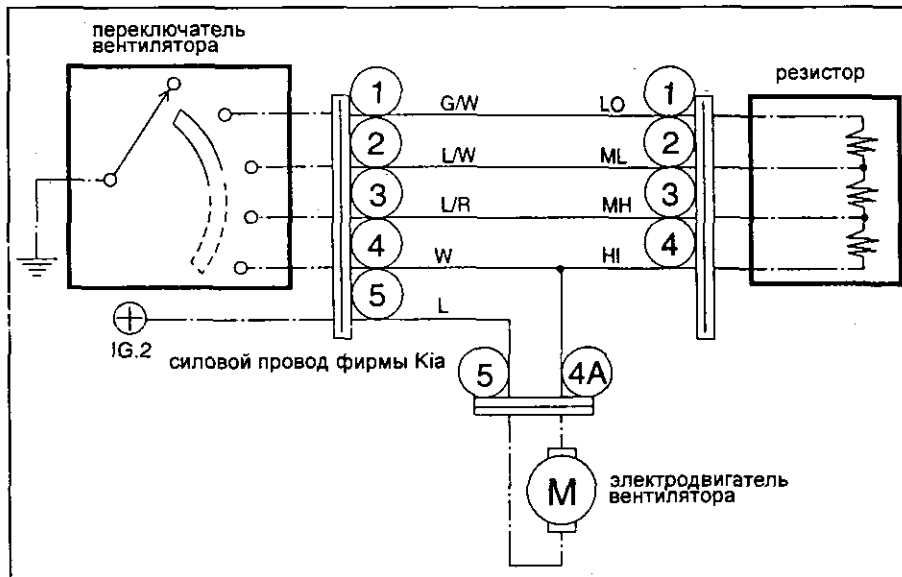 переключатель
вентилятора
резистор
1 G/W LO 1
2 L/W ML 2
3 L/R MH 3
4 W HI 4
5 L
IG.2
силовой провод фирмы Kia
5 4A
M
электродвигатель
вентилятора